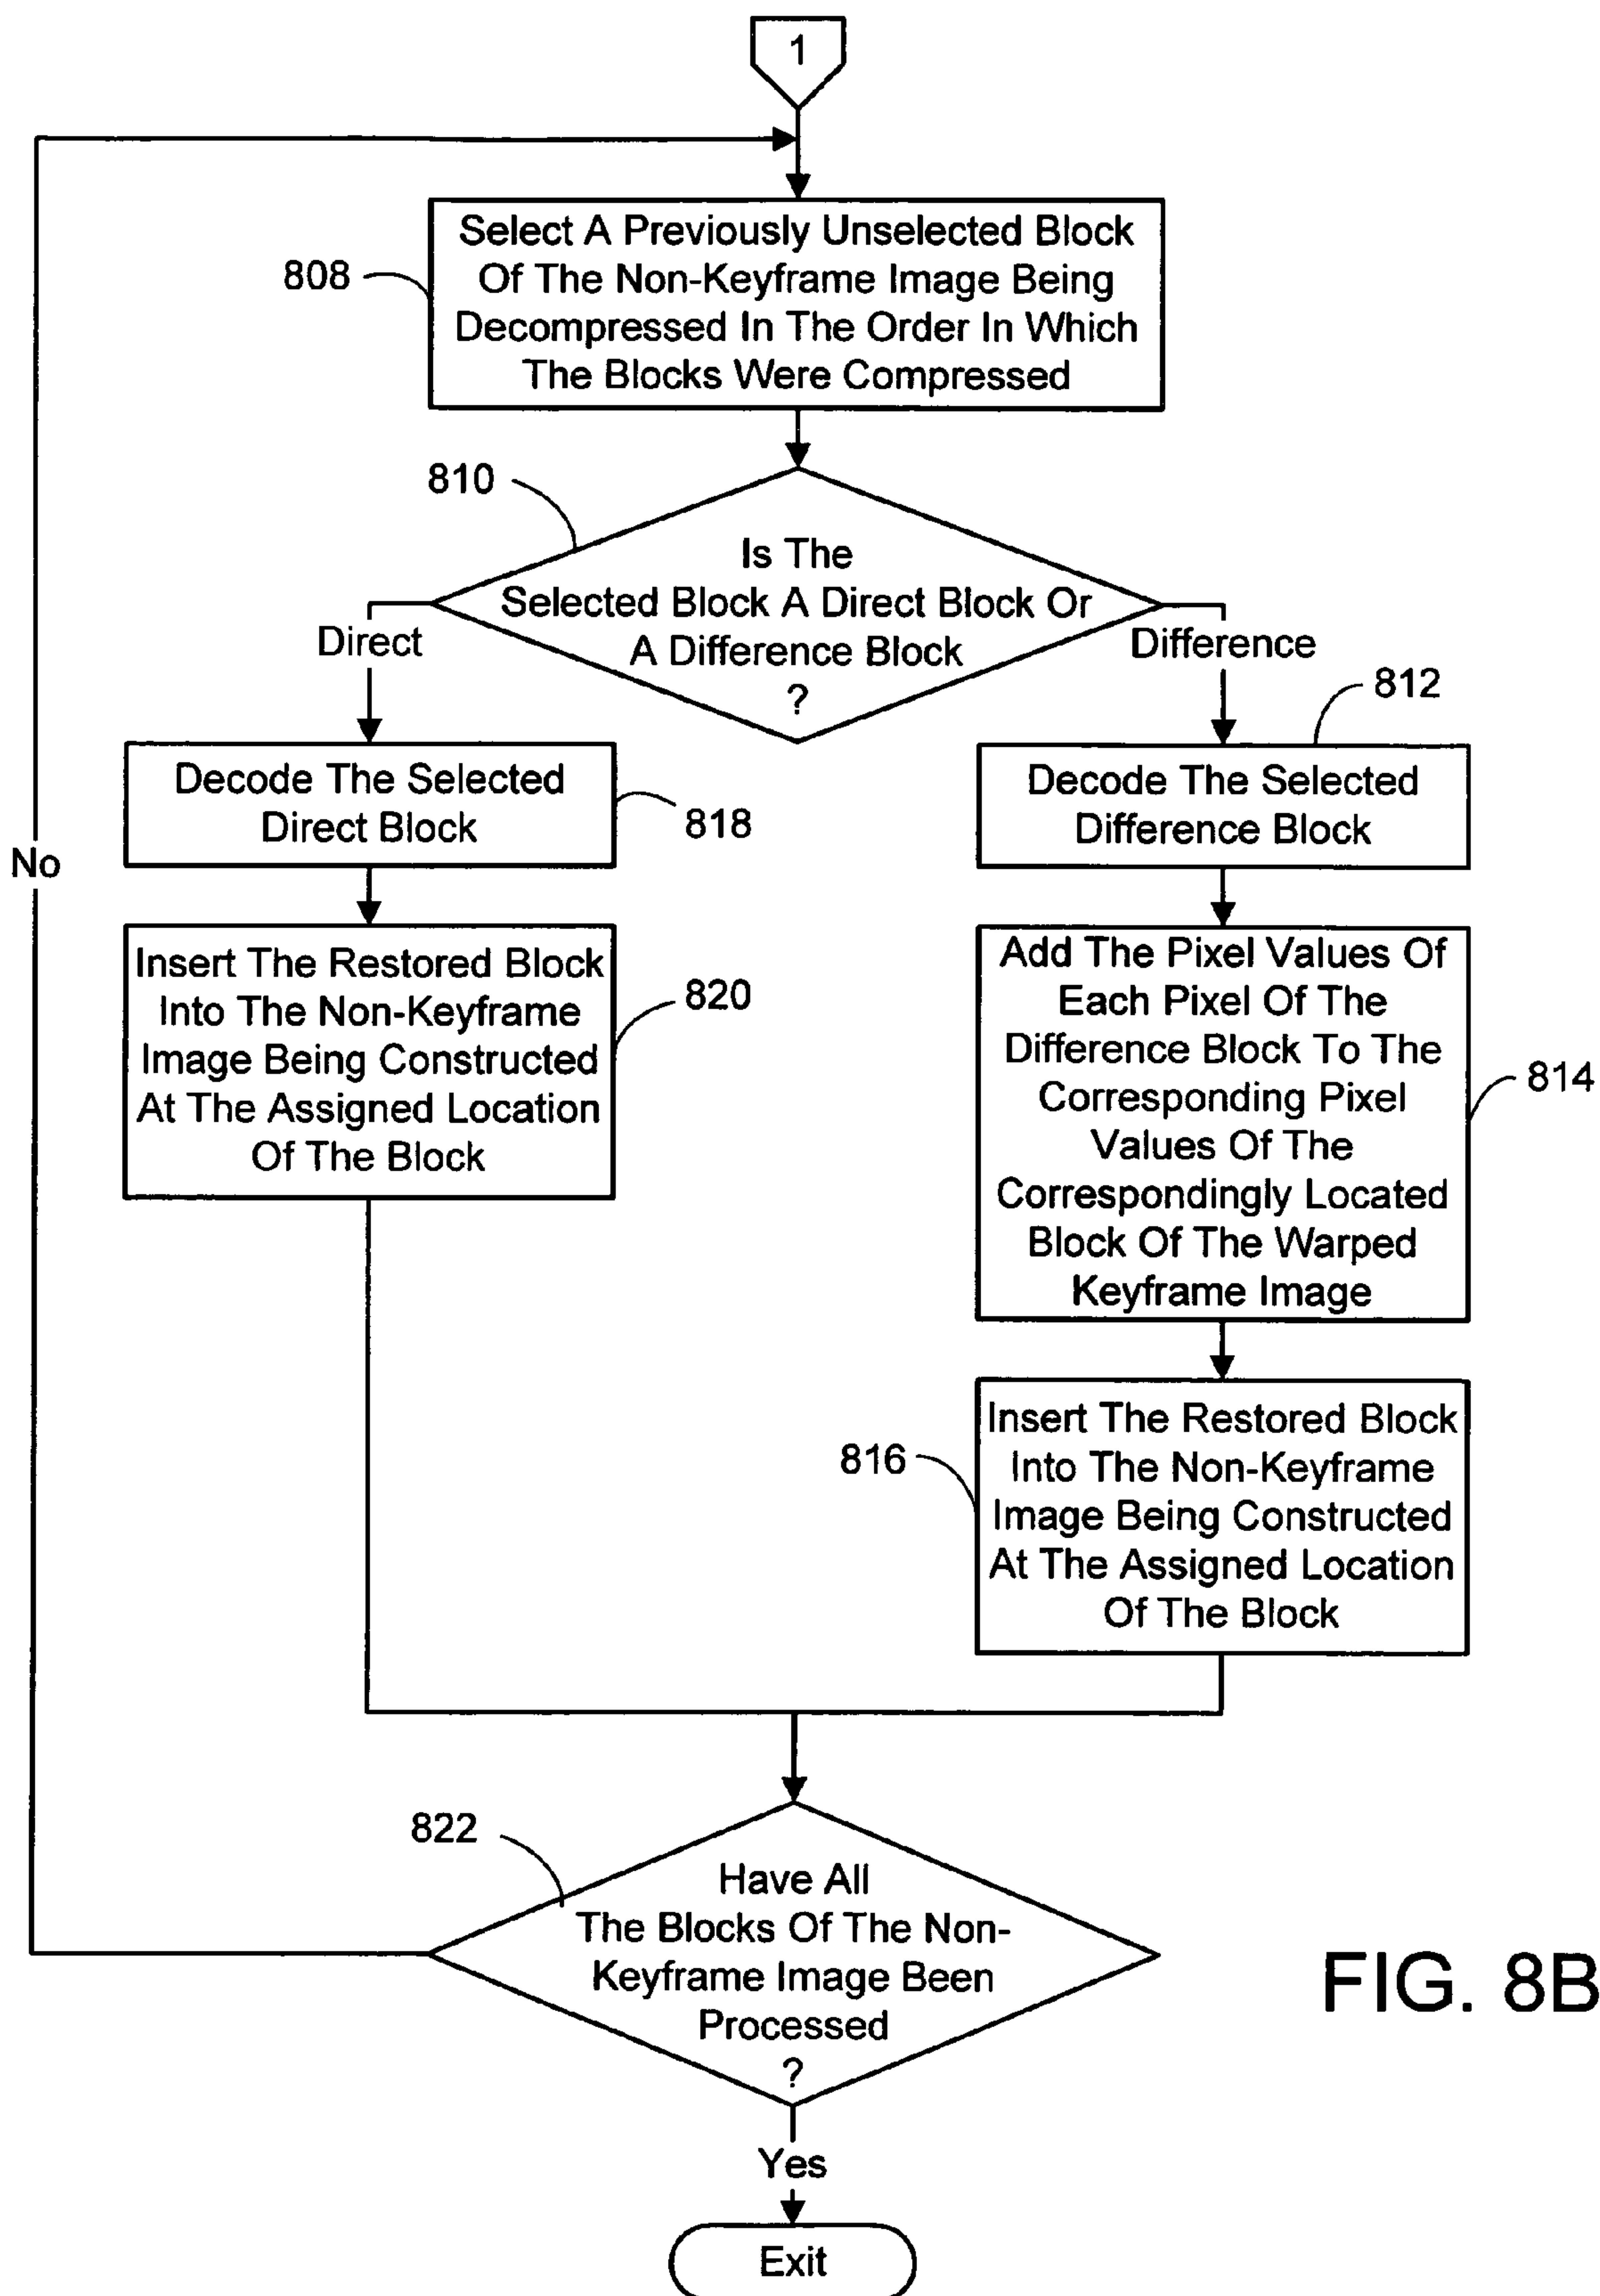 1
808
Select A Previously Unselected Block
Of The Non-Keyframe Image Being
Decompressed In The Order In Which
The Blocks Were Compressed
810
Is The
Selected Block A Direct Block Or
A Difference Block
?
Direct
Difference
812
Decode The Selected
Direct Block
818
Decode The Selected
Difference Block
No
Insert The Restored Block
Into The Non-Keyframe
Image Being Constructed
At The Assigned Location
Of The Block
820
Add The Pixel Values Of
Each Pixel Of The
Difference Block To The
Corresponding Pixel
Values Of The
Correspondingly Located
Block Of The Warped
Keyframe Image
814
816
Insert The Restored Block
Into The Non-Keyframe
Image Being Constructed
At The Assigned Location
Of The Block
822
Have All
The Blocks Of The Non-
Keyframe Image Been
Processed
?
FIG. 8B
Yes
Exit